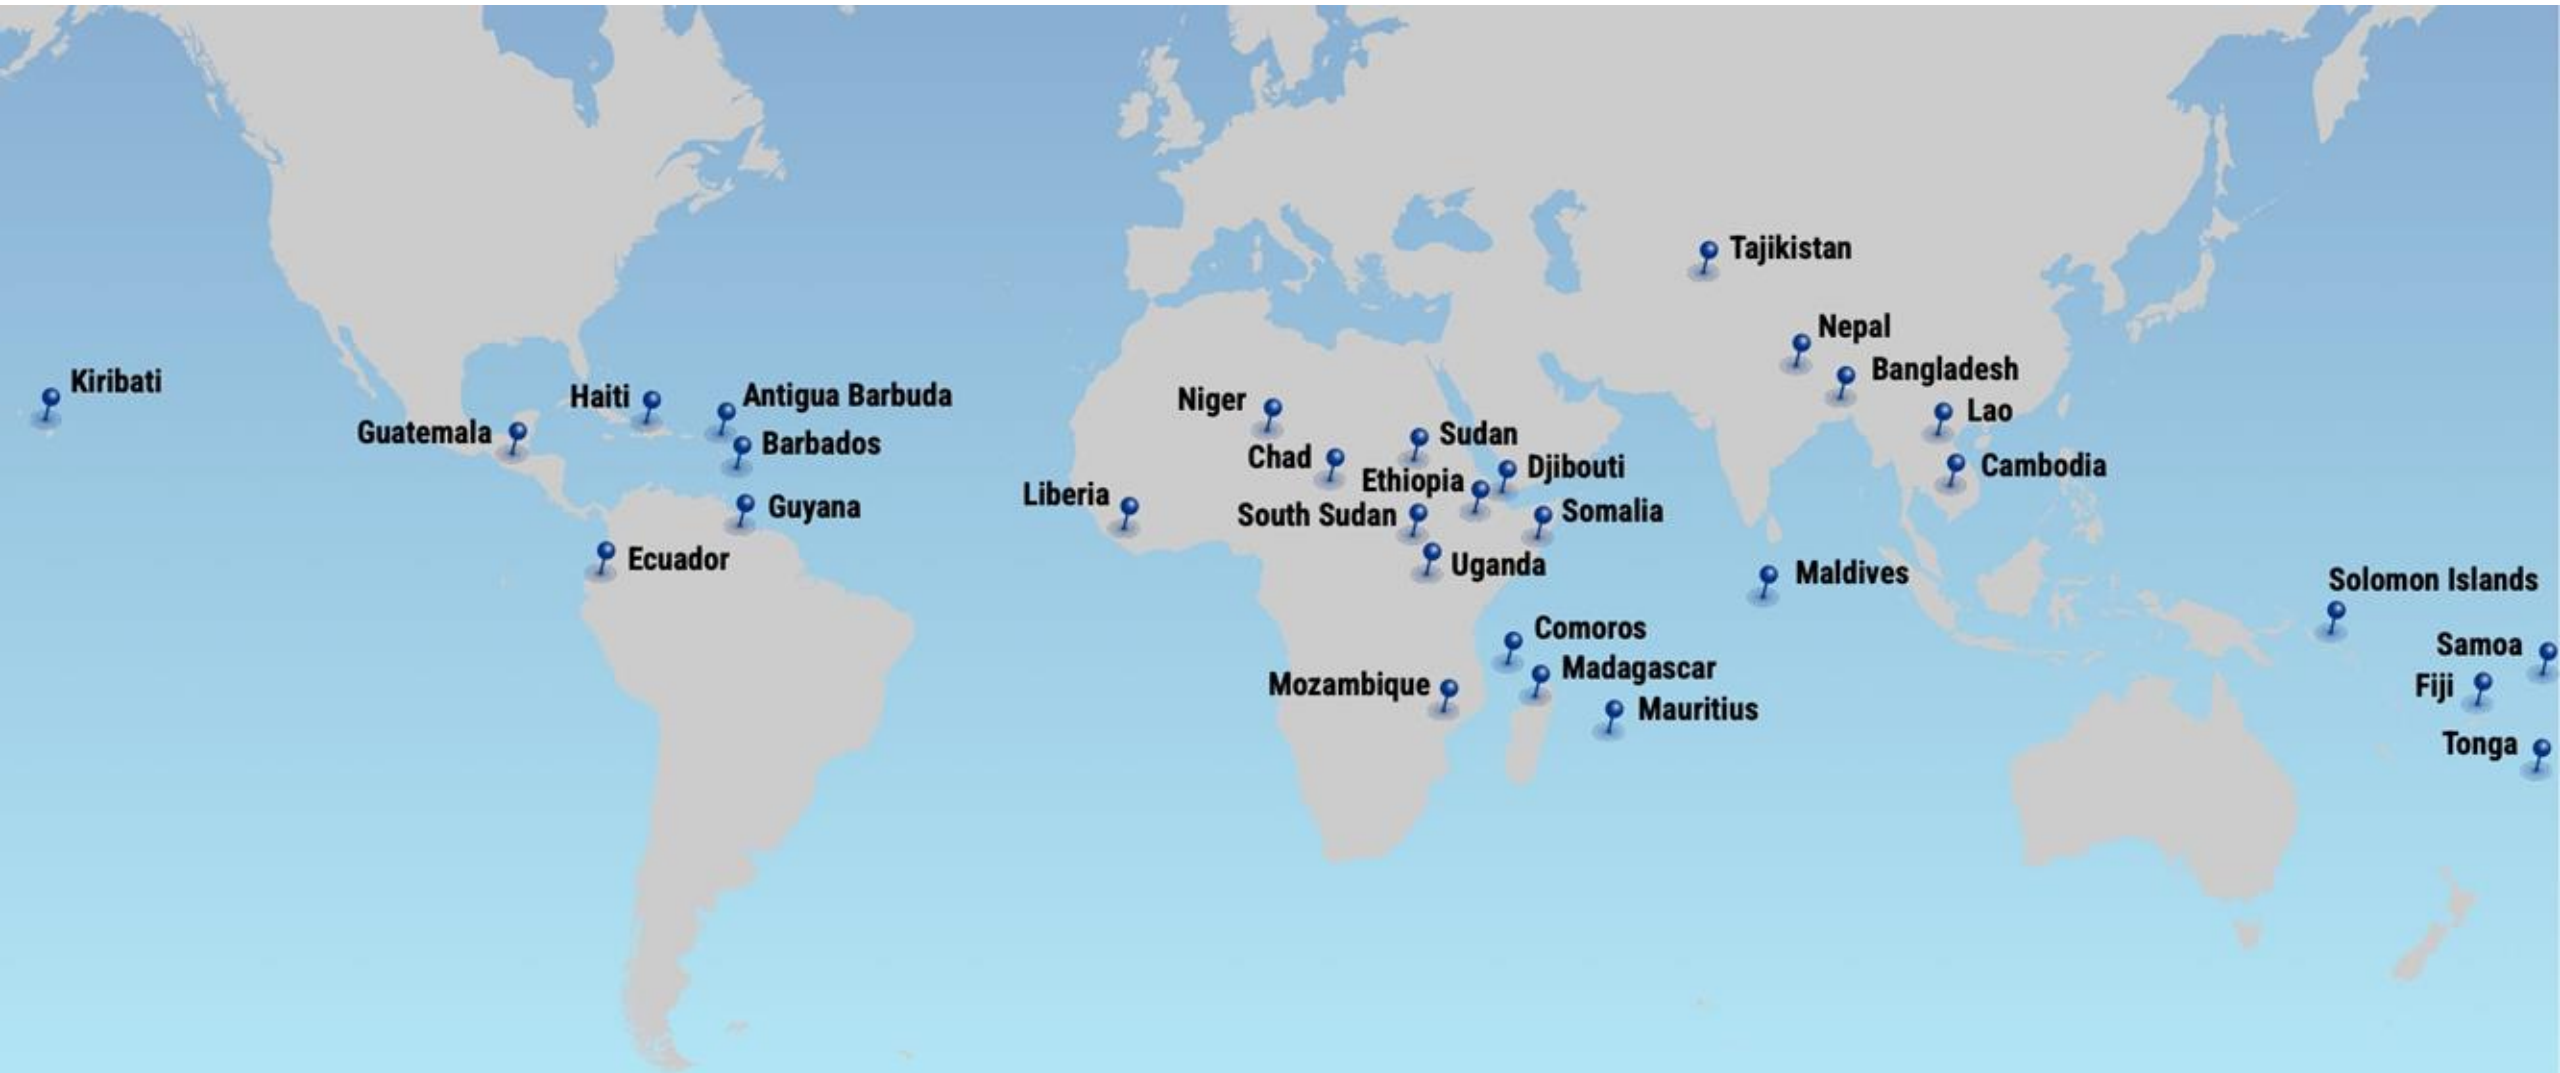 Tajikistan
Nepal
Bangladesh
Kiribati
Haiti
Antigua Barbuda
Niger
Lao
Guatemala
Barbados
Sudan
Chad
Djibouti
Cambodia
Ethiopia
Liberia
Guyana
South Sudan
Somalia
Ecuador
Uganda
Maldives
Solomon Islands
Comoros
Samoa
Madagascar
Mozambique
Fiji
Mauritius
Tonga